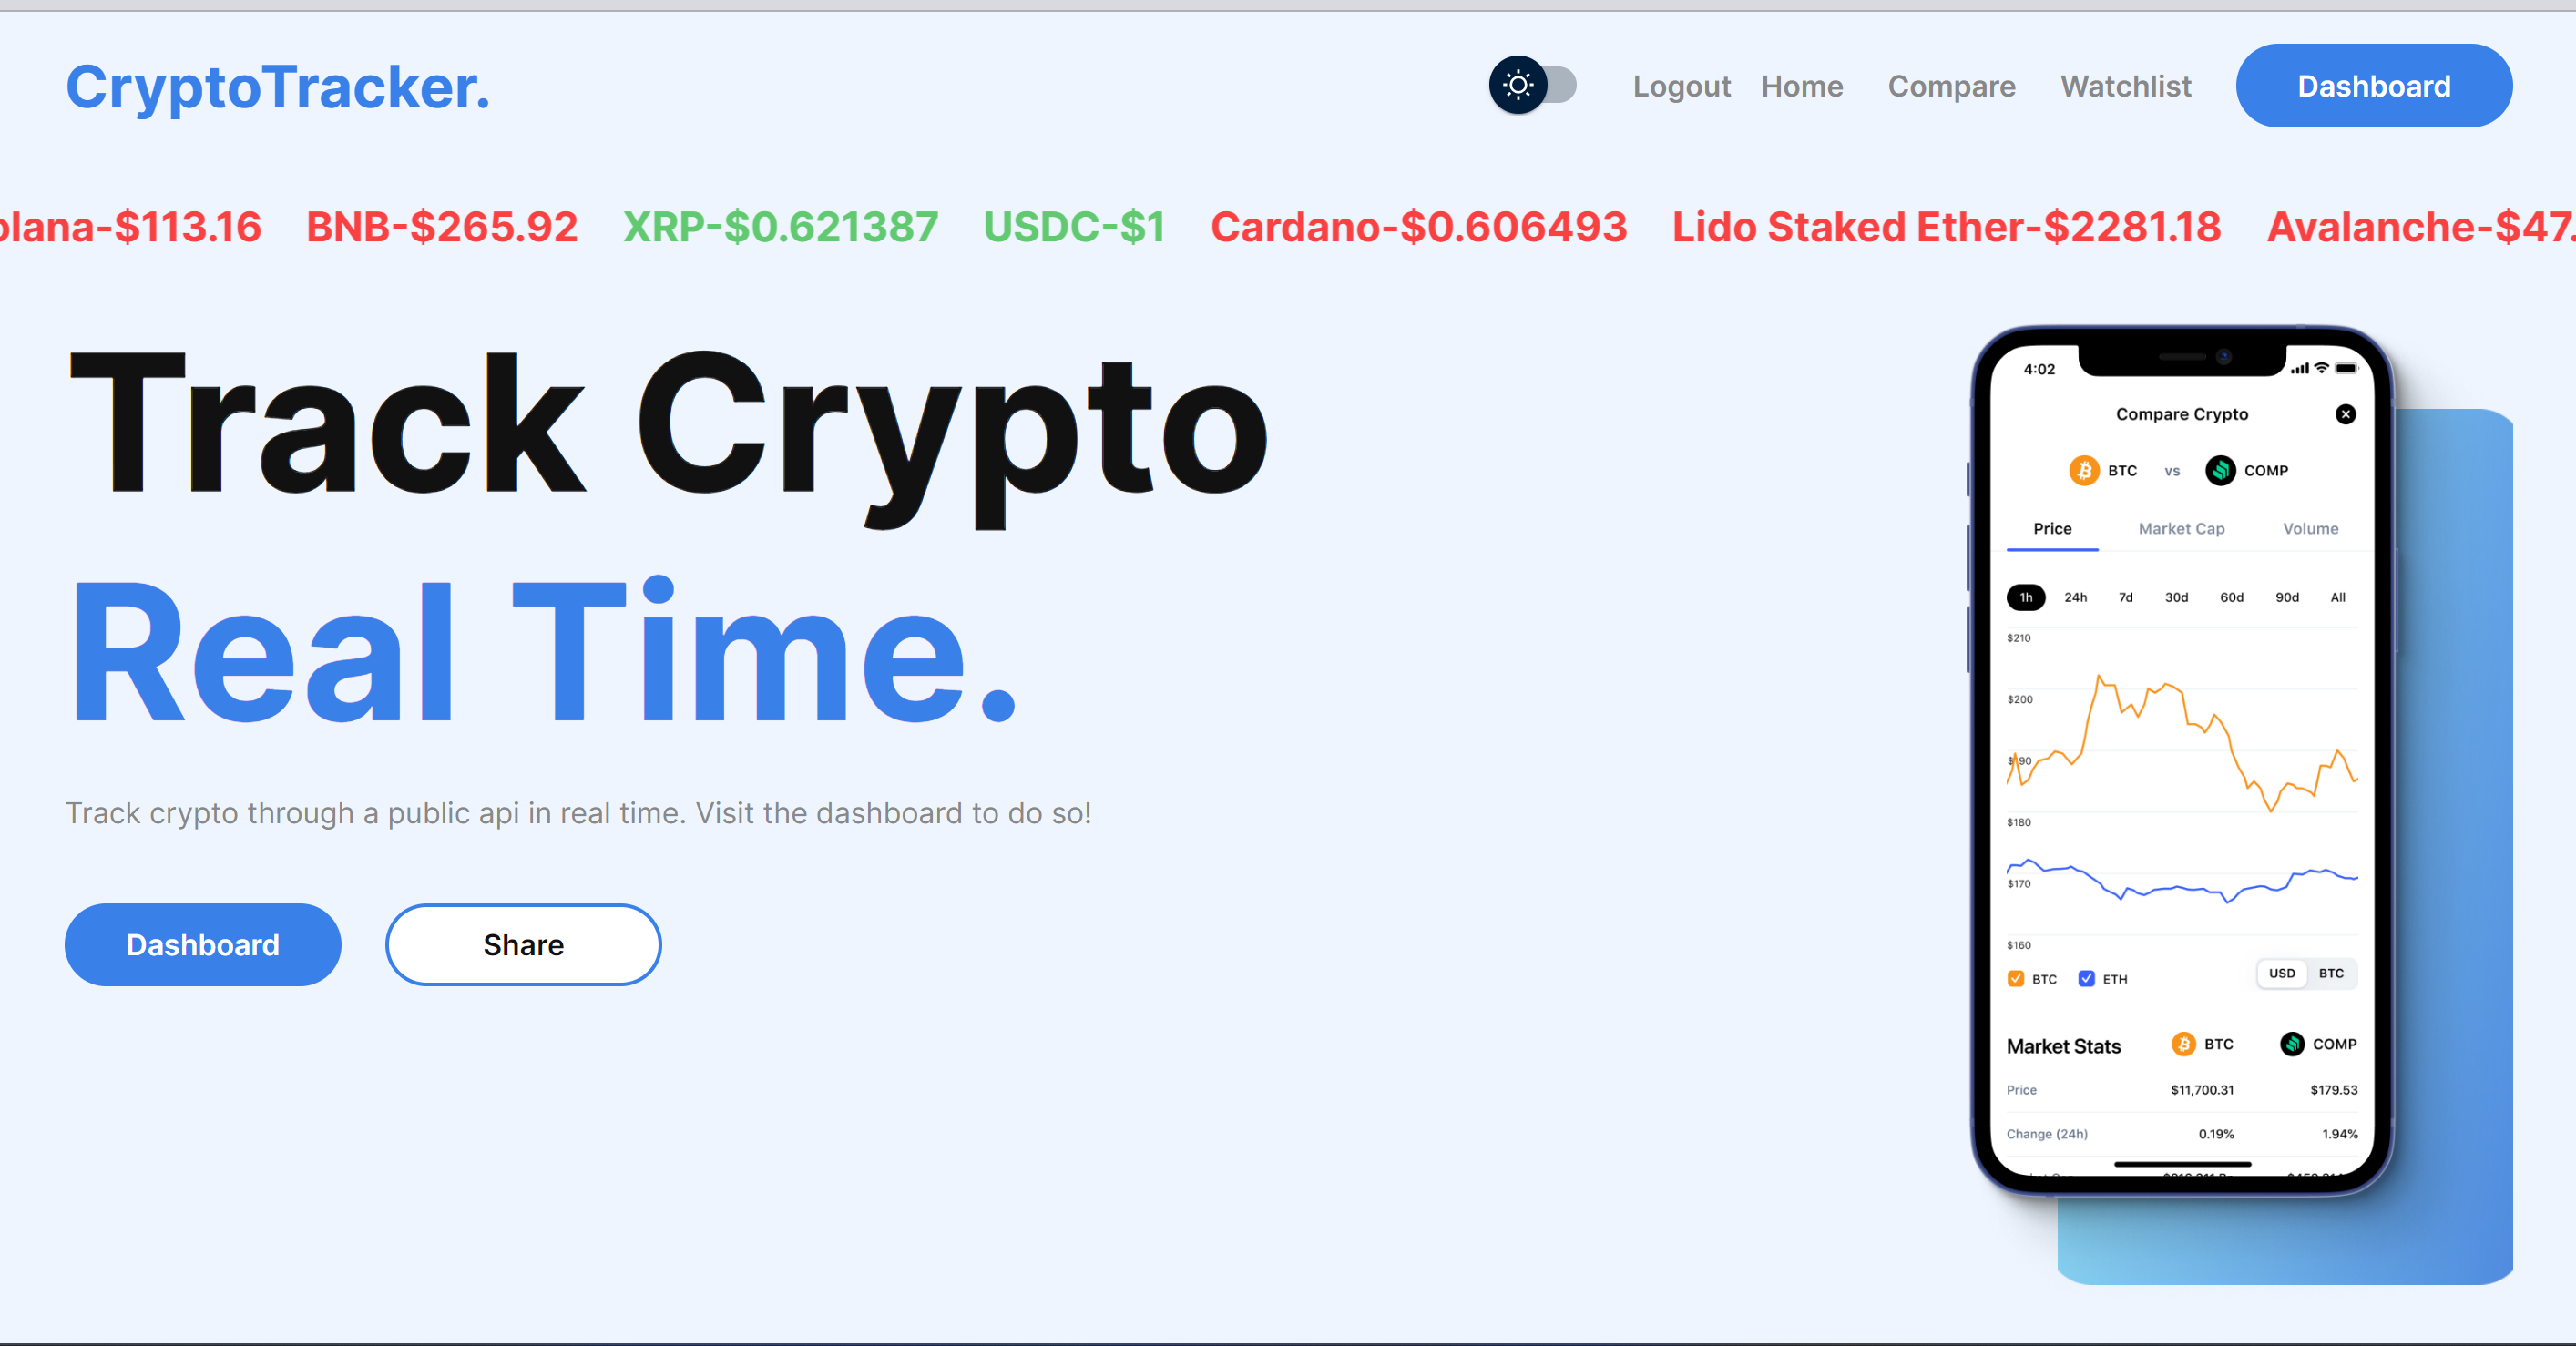 CryptoTracker.
Logout Home Compare Watchlist Dashboard
olana-$113.16 BNB-$265.92 XRP-$0.621387 USDC-$1 Cardano-$0.606493 Lido Staked Ether-$2281.18 Avalanche-$47.
Track Crypto
Real Time.
Track crypto through a public api in real time. Visit the dashboard to do so!
Dashboard Share
4:02
Compare Crypto
BTC vs COMP
Price Market Cap Volume
1h 24h 7d 30d 60d 90d All
$210
$200
$190
$180
$170
$160
BTC ETH USD BTC
Market Stats BTC COMP
Price $11,700.31 $179.53
Change (24h) 0.19% 1.94%